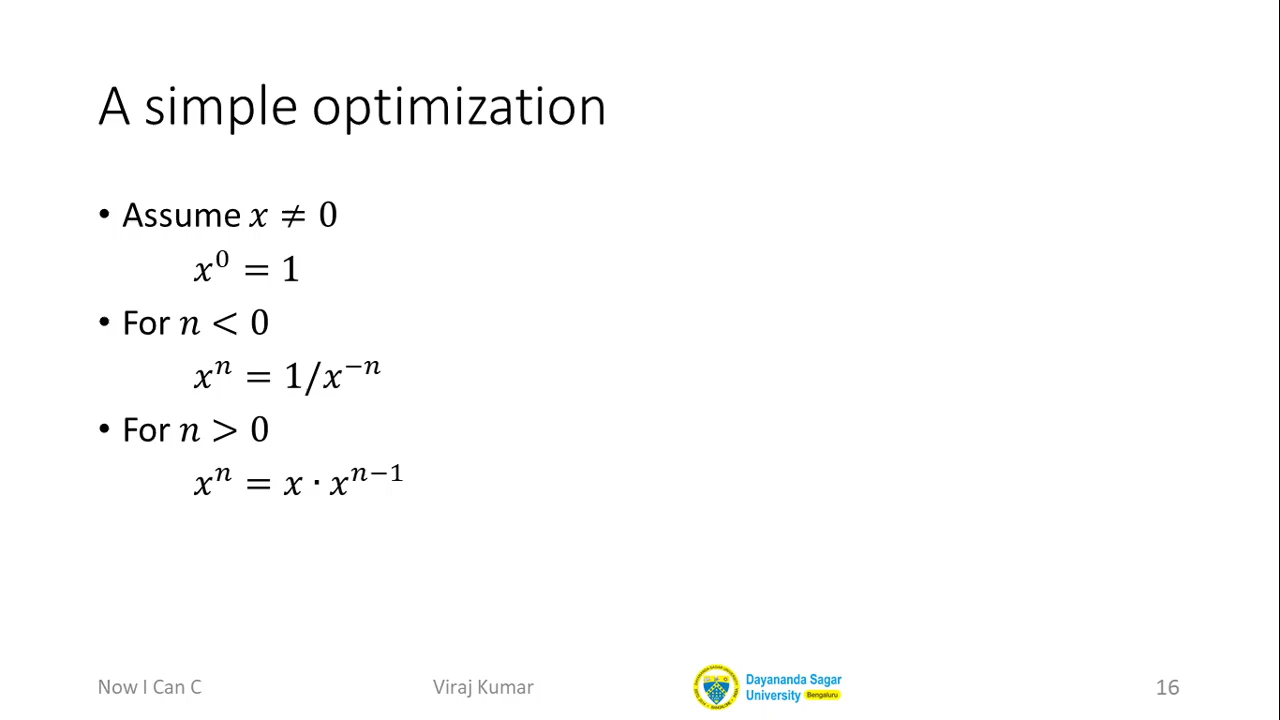 A simple optimization
• Assume x ≠ 0
x⁰ = 1
• For n < 0
xⁿ = 1/x⁻ⁿ
• For n > 0
xⁿ = x · xⁿ⁻¹
Now I Can C
Viraj Kumar
Dayananda Sagar
University Bengaluru
16